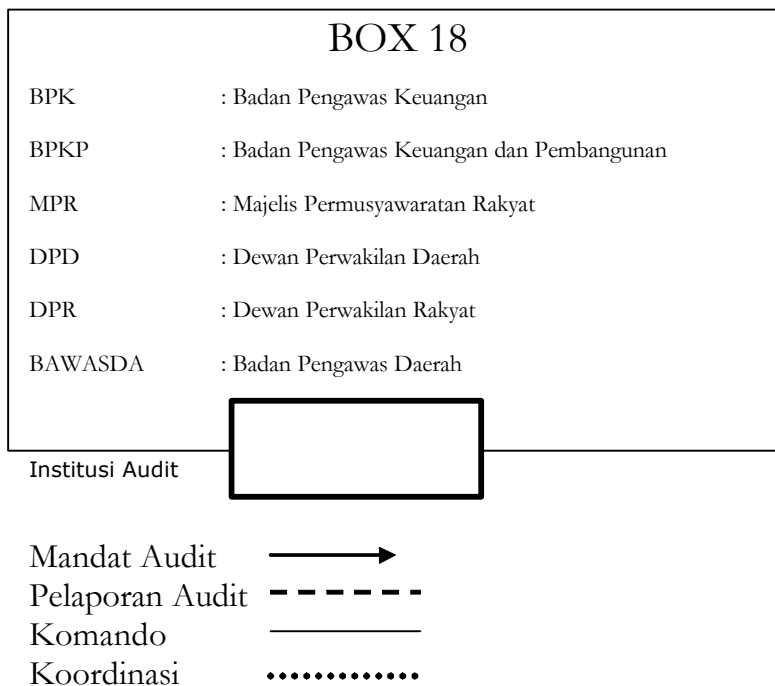 BOX 18
BPK : Badan Pengawas Keuangan
BPKP : Badan Pengawas Keuangan dan Pembangunan
MPR : Majelis Permusyawaratan Rakyat
DPD : Dewan Perwakilan Daerah
DPR : Dewan Perwakilan Rakyat
BAWASDA : Badan Pengawas Daerah
Institusi Audit
Mandat Audit
Pelaporan Audit
Komando
Koordinasi